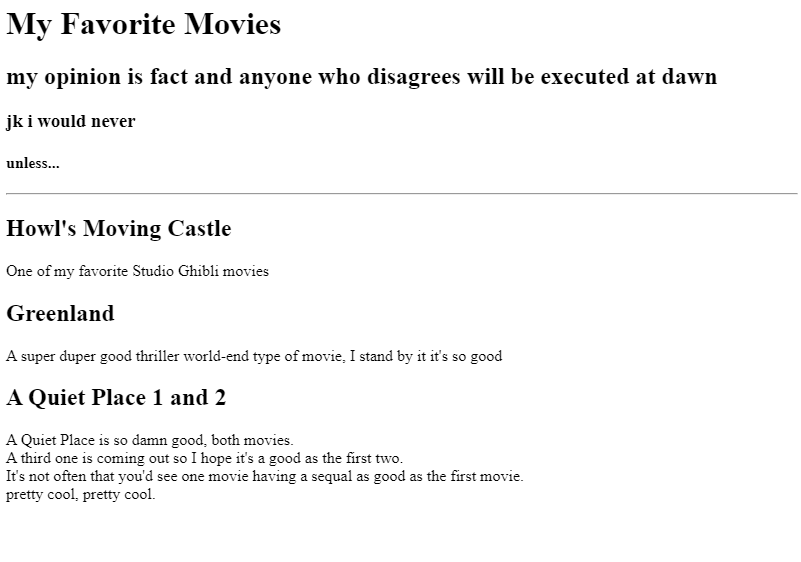 My Favorite Movies
my opinion is fact and anyone who disagrees will be executed at dawn
jk i would never
unless...
Howl's Moving Castle
One of my favorite Studio Ghibli movies
Greenland
A super duper good thriller world-end type of movie, I stand by it it's so good
A Quiet Place 1 and 2
A Quiet Place is so damn good, both movies.
A third one is coming out so I hope it's a good as the first two.
It's not often that you'd see one movie having a sequal as good as the first movie.
pretty cool, pretty cool.